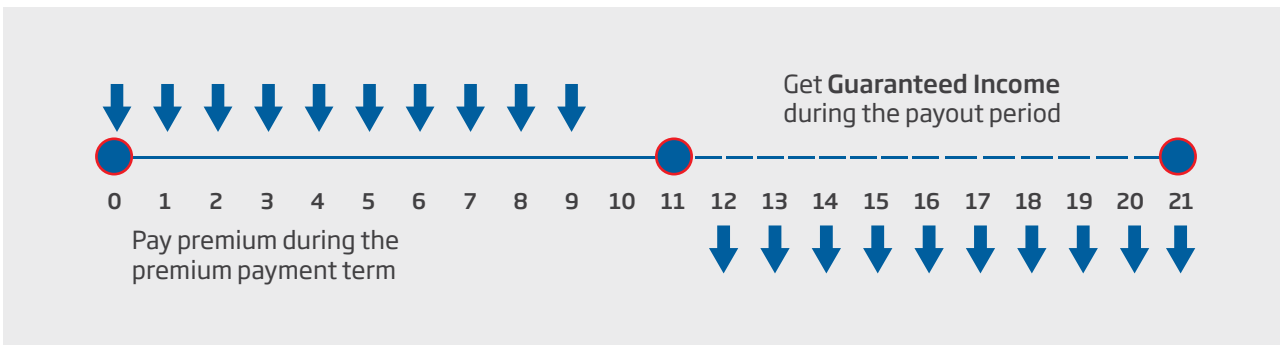 Get Guaranteed Income
during the payout period
0 1 2 3 4 5 6 7 8 9 10 11 12 13 14 15 16 17 18 19 20 21
Pay premium during the
premium payment term